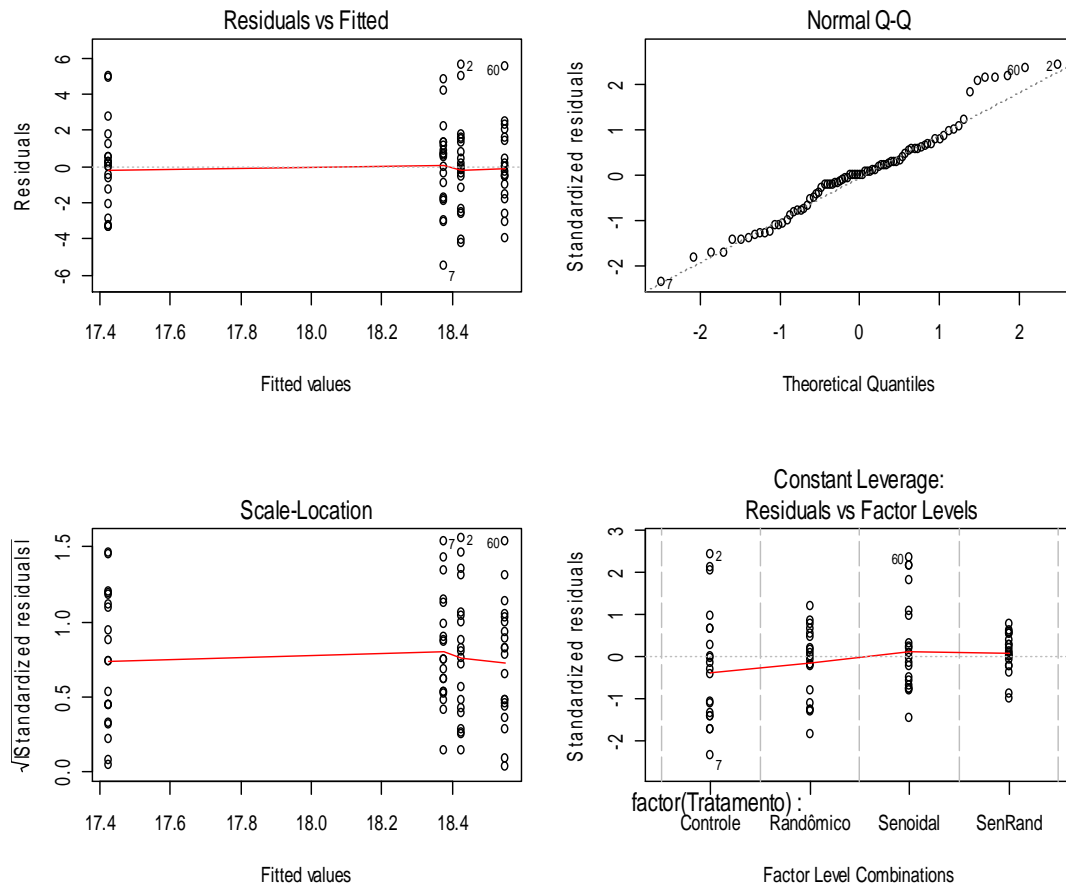 Residuals vs Fitted
Residuals
6
4
2
0
-2
-4
-6
2
60
7
17.4 17.6 17.8 18.0 18.2 18.4
Fitted values
Normal Q-Q
Standardized residuals
2
1
0
-1
-2
60
2
7
-2 -1 0 1 2
Theoretical Quantiles
Scale-Location
√|Standardized residuals|
1.5
1.0
0.5
0.0
7
2
60
17.4 17.6 17.8 18.0 18.2 18.4
Fitted values
Constant Leverage:
Residuals vs Factor Levels
Standardized residuals
3
2
1
0
-1
-2
2
60
7
factor(Tratamento) :
Controle Randômico Senoidal SenRand
Factor Level Combinations